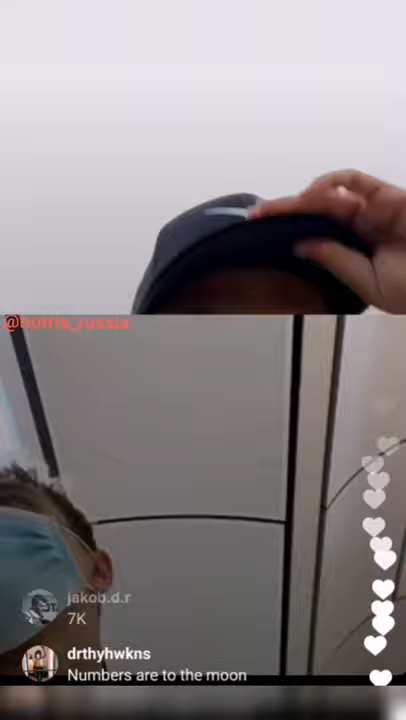 @norris_russia
jakob.d.r
7K
drthyhwkns
Numbers are to the moon